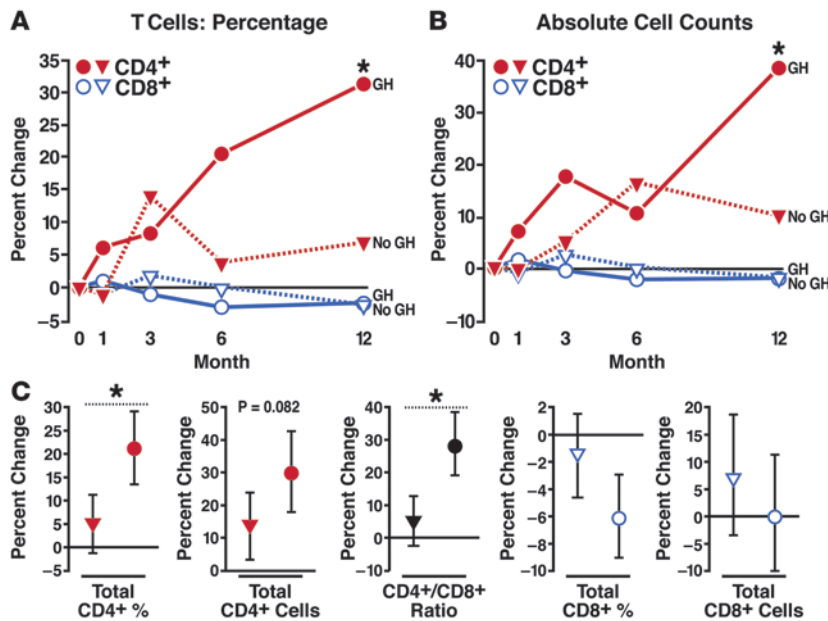 A
T Cells: Percentage
CD4+
CD8+
35
30
25
20
15
10
5
0
−5
Percent Change
*
GH
No GH
GH
No GH
0 1 3 6 12
Month
B
Absolute Cell Counts
CD4+
CD8+
40
30
20
10
0
−10
Percent Change
*
GH
No GH
GH
No GH
0 1 3 6 12
Month
C
Percent Change
30
25
20
15
10
5
0
−5
*
Total
CD4+ %
Percent Change
50
40
30
20
10
0
P = 0.082
Total
CD4+ Cells
Percent Change
40
30
20
10
0
−10
*
CD4+/CD8+
Ratio
Percent Change
2
0
−2
−4
−6
−8
−10
Total
CD8+ %
Percent Change
25
20
15
10
5
0
−5
−10
Total
CD8+ Cells